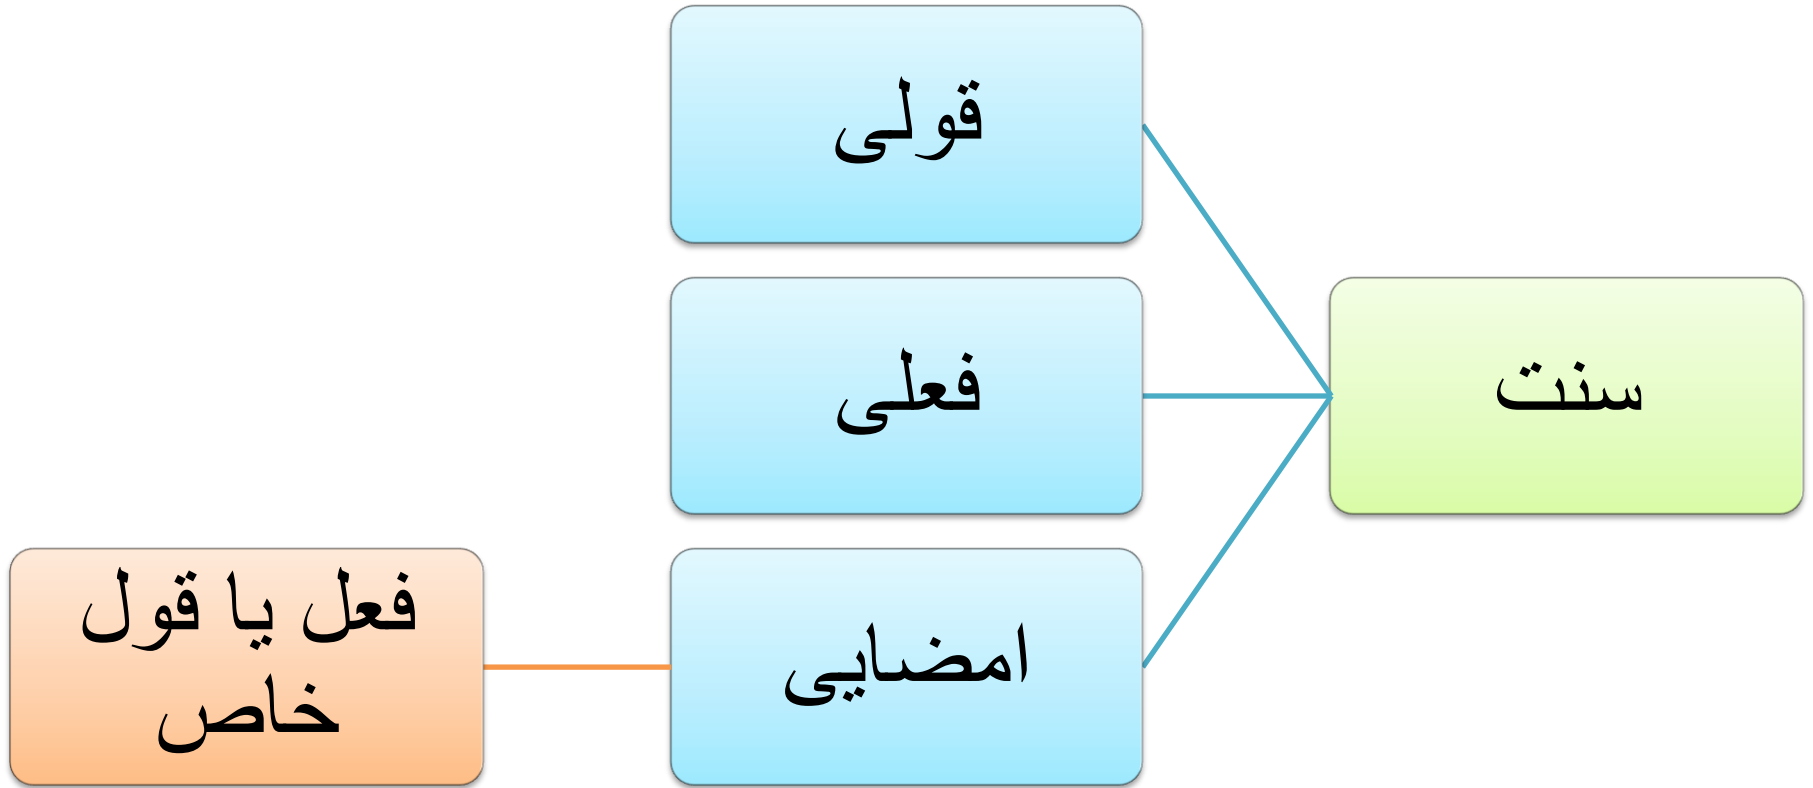 سنت
قولی
فعلی
امضایی
فعل یا قول
خاص